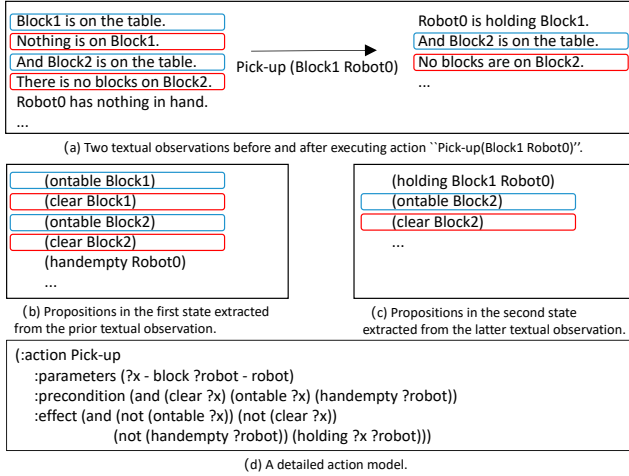 Block1 is on the table.
Nothing is on Block1.
And Block2 is on the table.
There is no blocks on Block2.
Robot0 has nothing in hand.
...
Pick-up (Block1 Robot0)
Robot0 is holding Block1.
And Block2 is on the table.
No blocks are on Block2.
...
(a) Two textual observations before and after executing action ``Pick-up(Block1 Robot0)''.
(ontable Block1)
(clear Block1)
(ontable Block2)
(clear Block2)
(handempty Robot0)
...
(b) Propositions in the first state extracted
from the prior textual observation.
(holding Block1 Robot0)
(ontable Block2)
(clear Block2)
...
(c) Propositions in the second state
extracted from the latter textual observation.
(:action Pick-up
:parameters (?x - block ?robot - robot)
:precondition (and (clear ?x) (ontable ?x) (handempty ?robot))
:effect (and (not (ontable ?x)) (not (clear ?x))
(not (handempty ?robot)) (holding ?x ?robot)))
(d) A detailed action model.